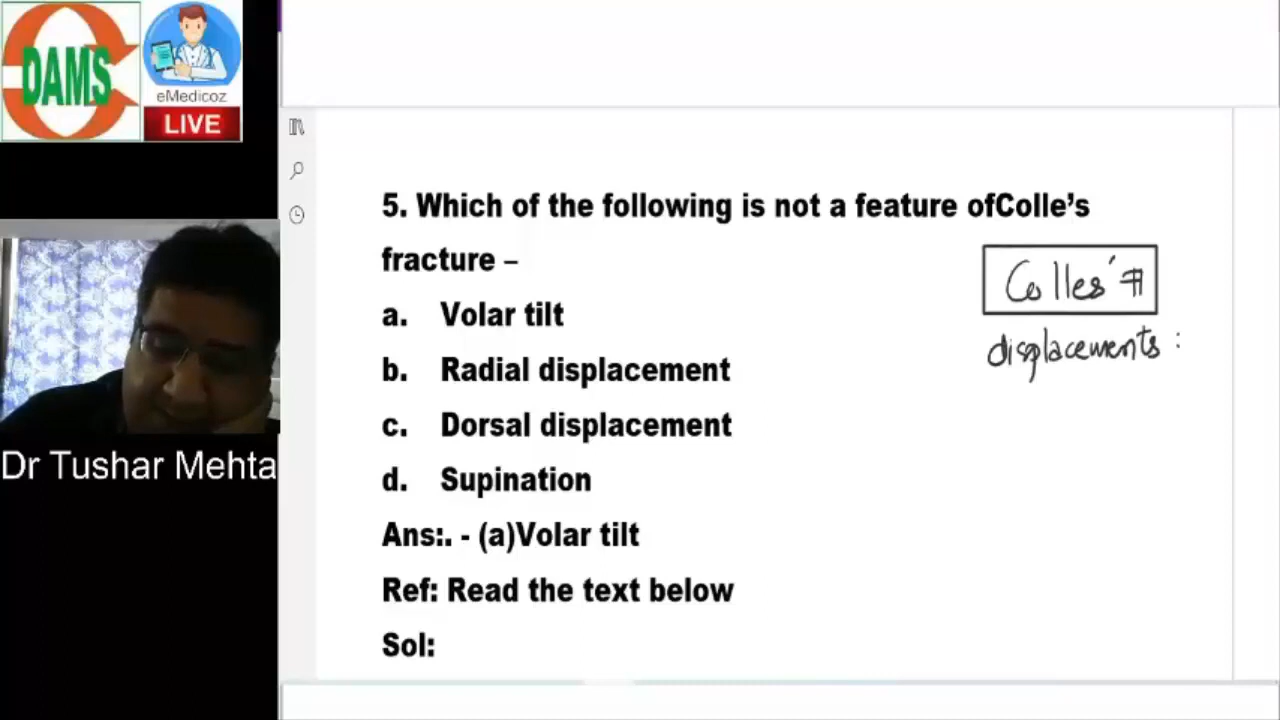 DAMS
eMedicoz
LIVE
Dr Tushar Mehta
5. Which of the following is not a feature ofColle’s
fracture –
a. Volar tilt
b. Radial displacement
c. Dorsal displacement
d. Supination
Ans:. - (a)Volar tilt
Ref: Read the text below
Sol:
Colles' #
displacements :